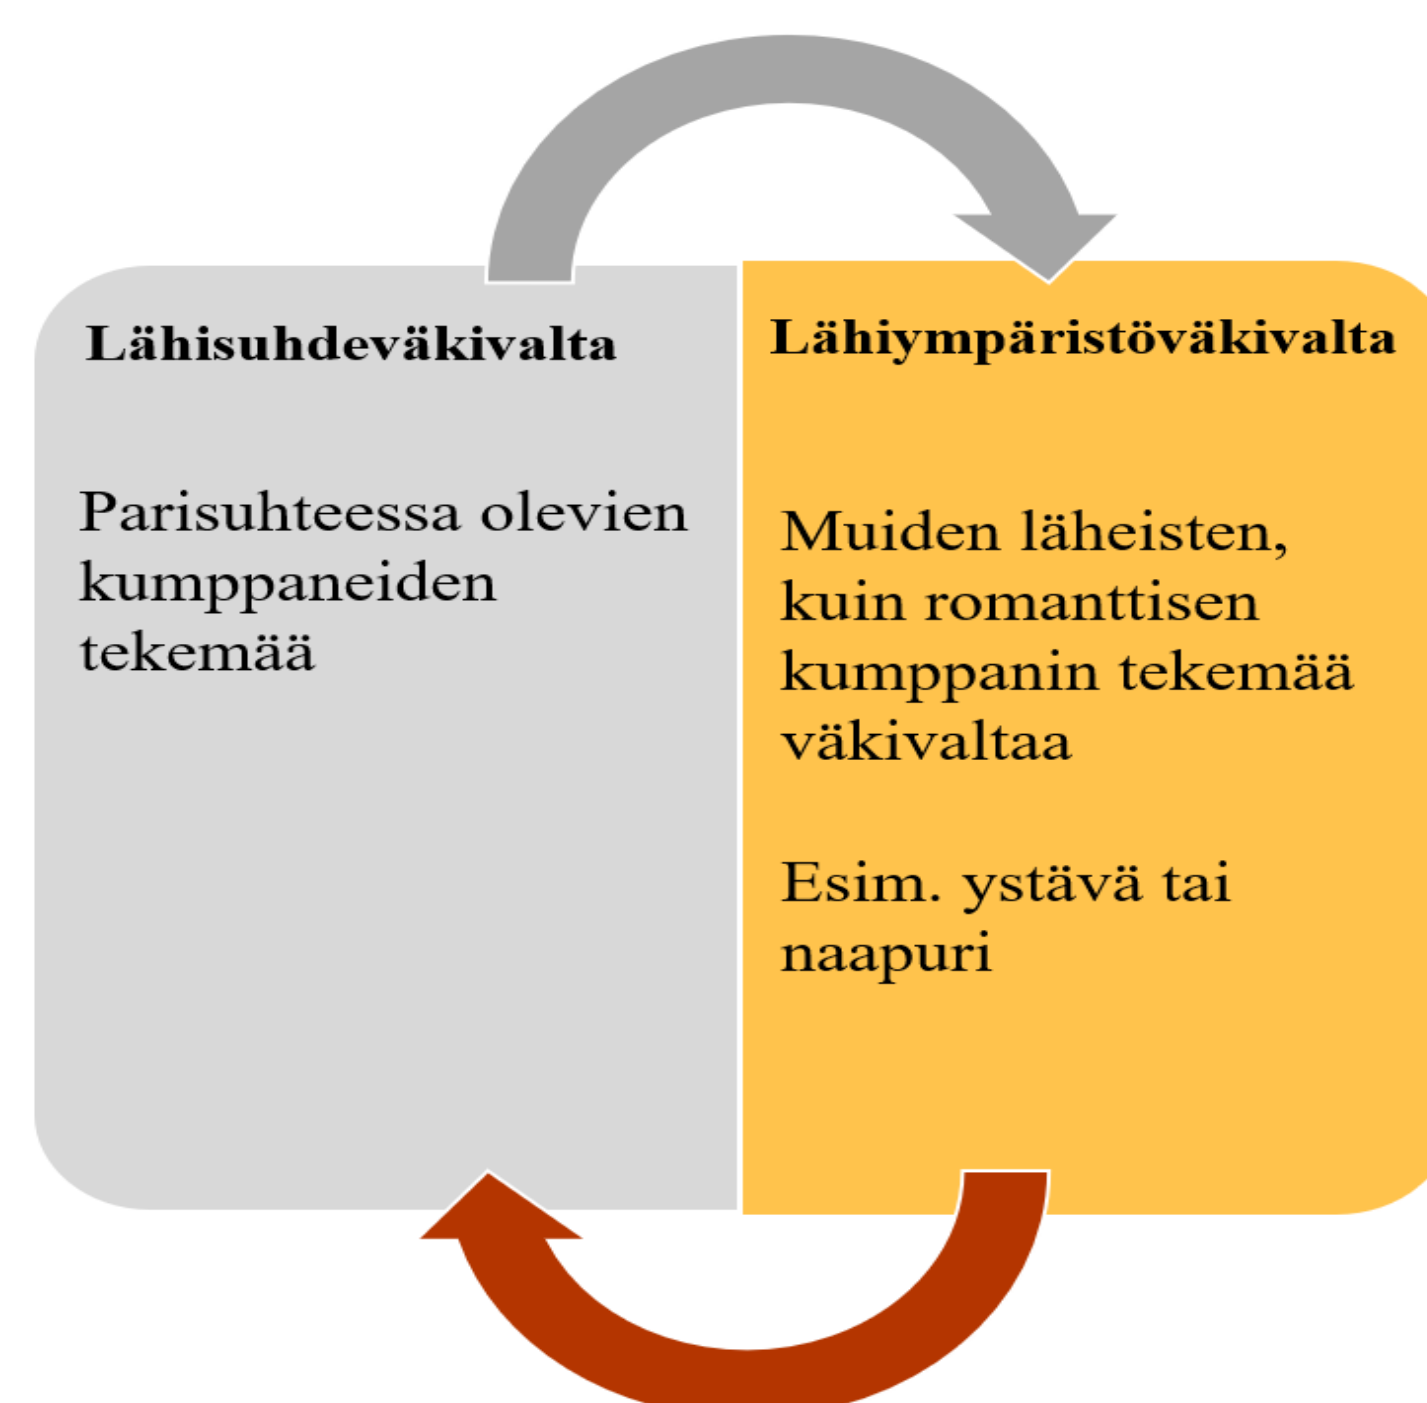 Lähisuhdeväkivalta
Parisuhteessa olevien
kumppaneiden
tekemää
Lähiympäristöväkivalta
Muiden läheisten,
kuin romanttisen
kumppanin tekemää
väkivaltaa
Esim. ystävä tai
naapuri